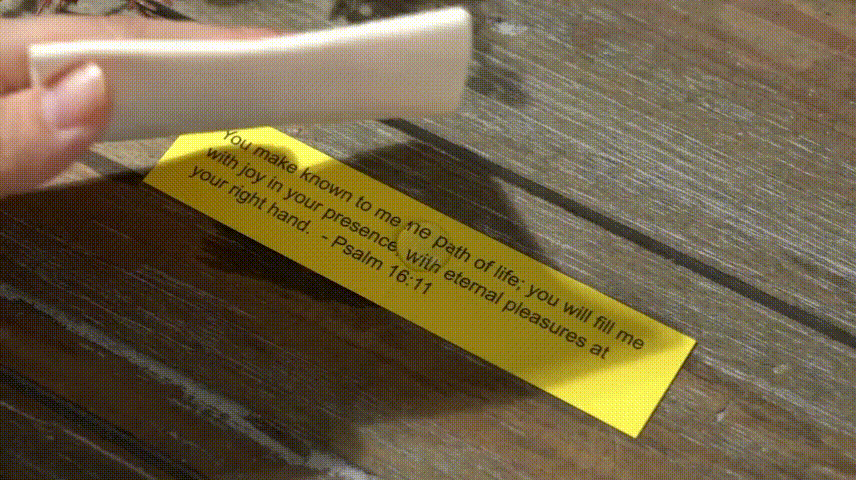 You make known to me path of life; you will fill me
with joy in your presence, with eternal pleasures at
your right hand. - Psalm 16:11